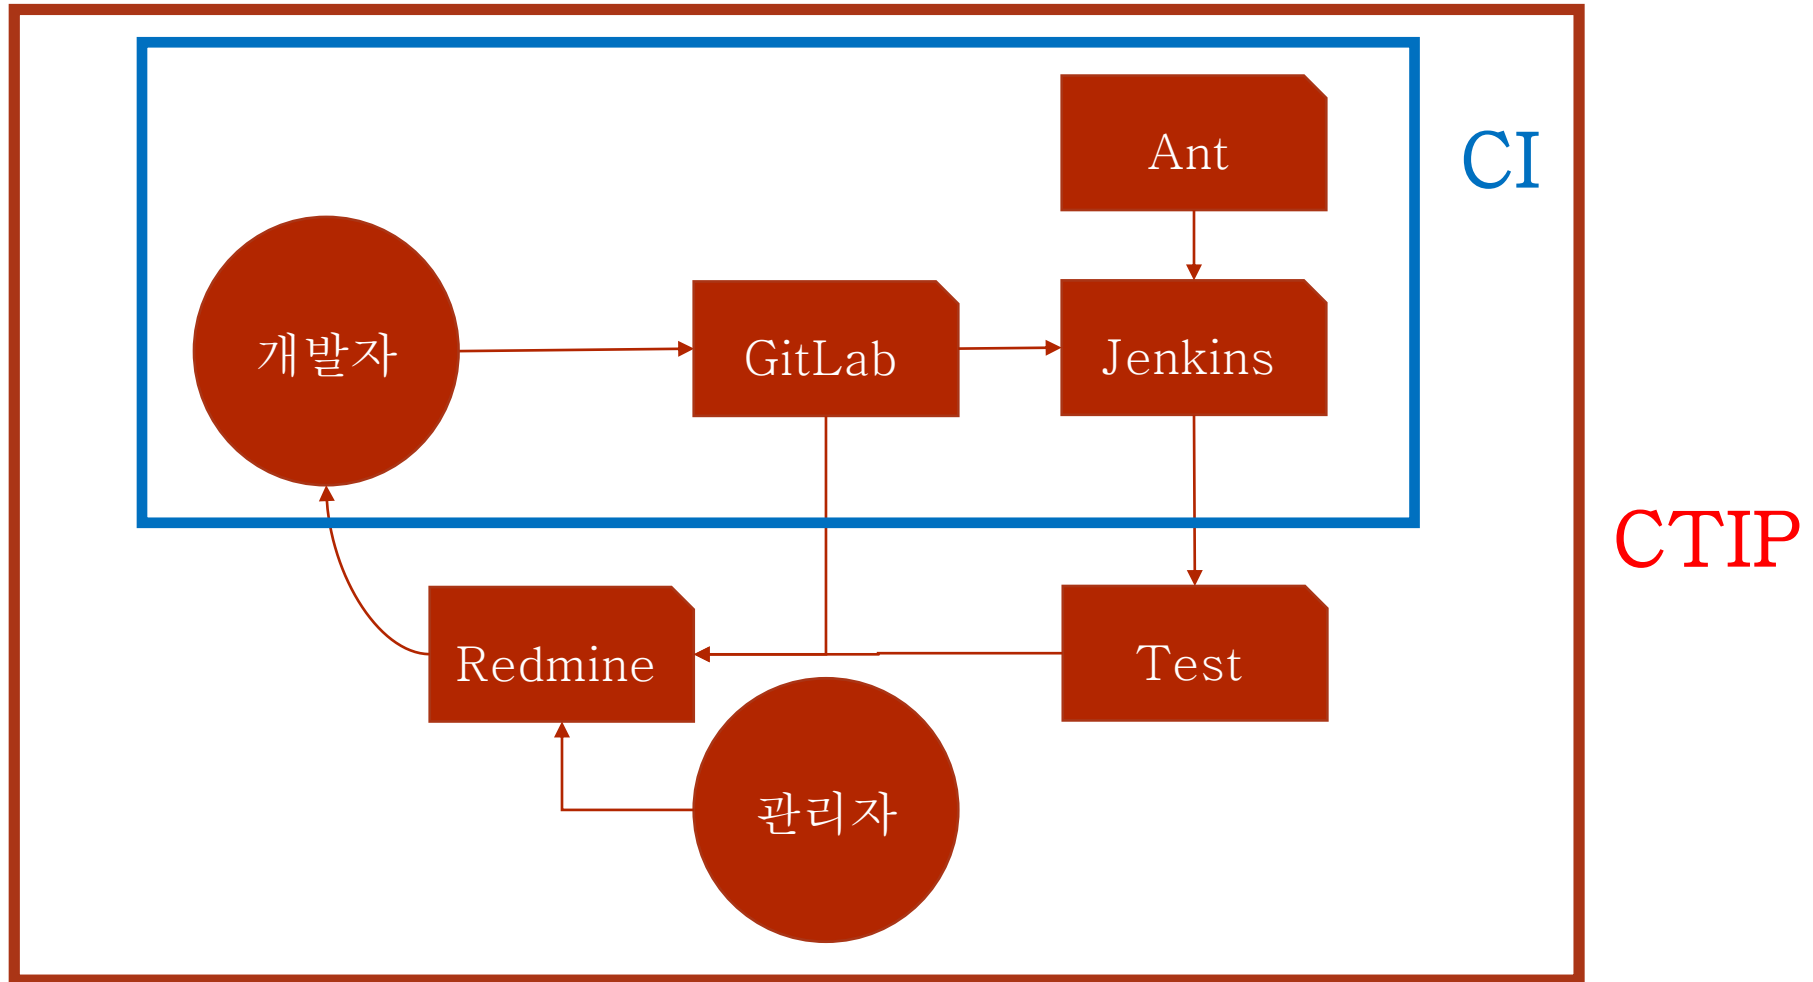 Ant
CI
개발자
GitLab
Jenkins
CTIP
Redmine
Test
관리자